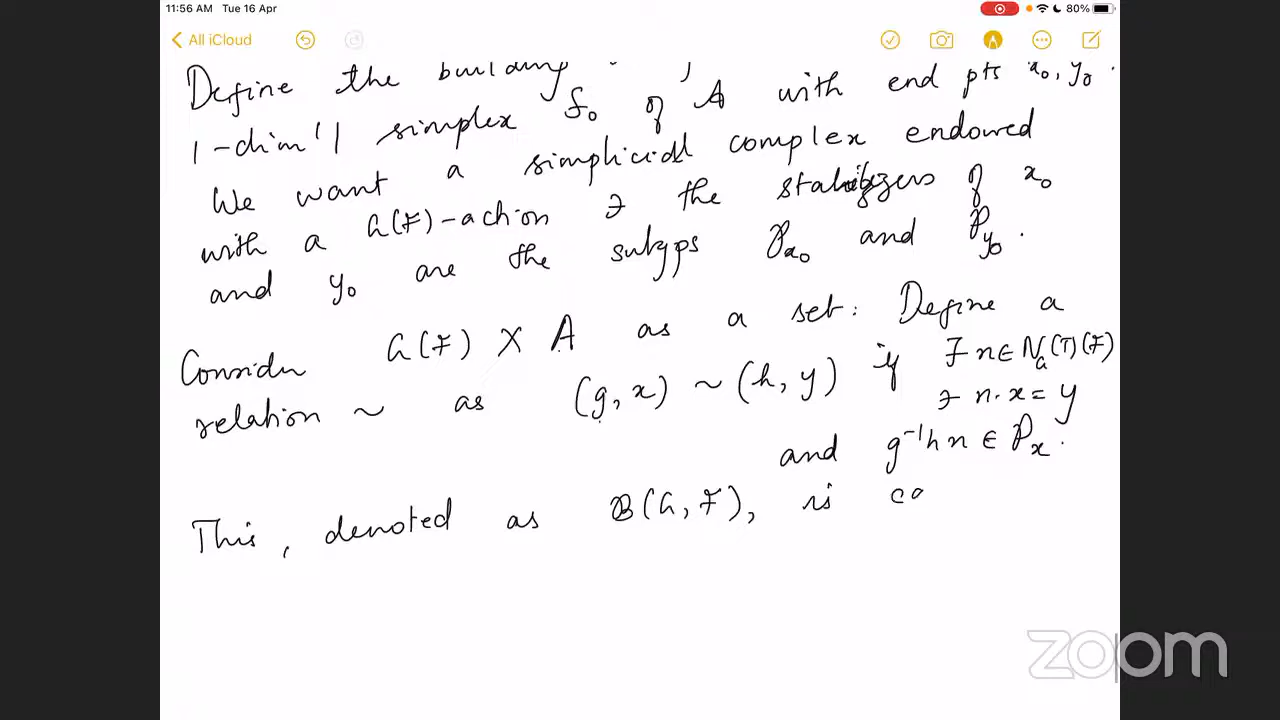 11:56 AM Tue 16 Apr
80%
All iCloud
Define the building
1-dim'l simplex F₀ of A with end pts x₀, y₀.
We want a simplicial complex endowed
with a G(F)-action ∋ the stabilizers of x₀
and y₀ are the subgps P_{x₀} and P_{y₀}.
Consider G(F) × A as a set. Define a
relation ~ as (g, x) ~ (h, y) if ∃ n ∈ N_G(T)(F)
∋ n·x = y
and g⁻¹hn ∈ P_x.
This, denoted as B(G, F), is ca
zoom